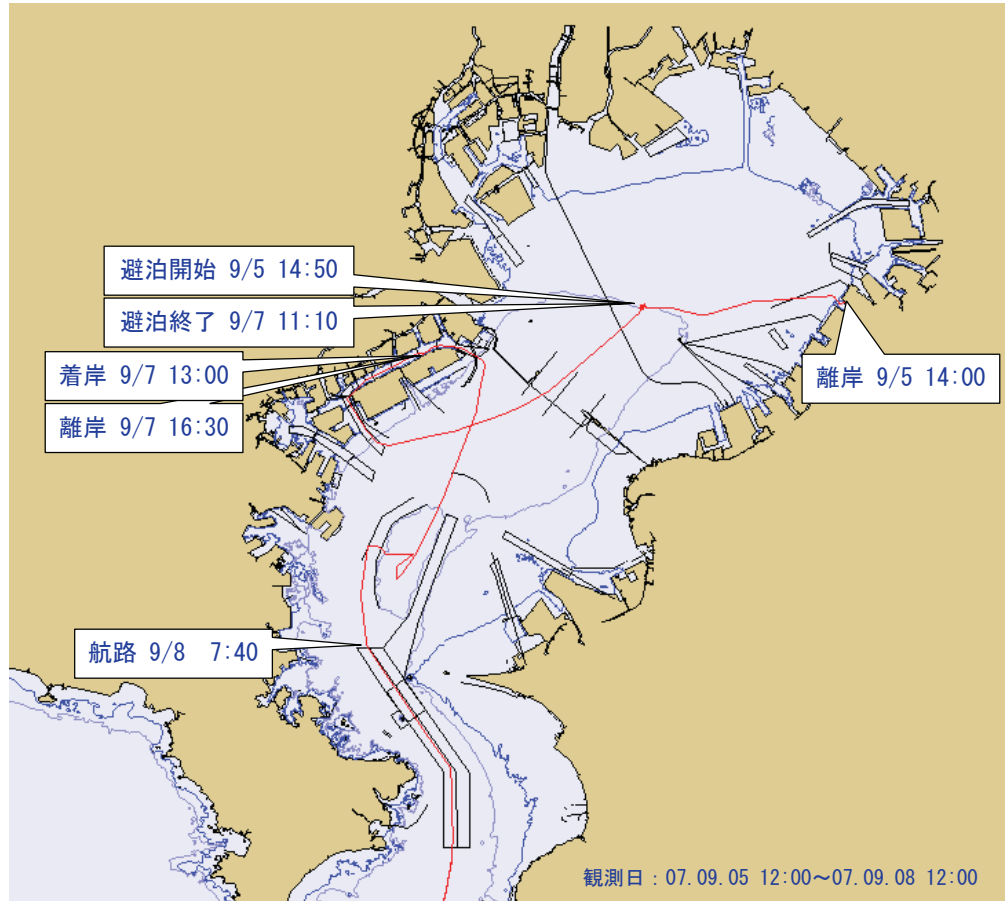 避泊開始 9/5 14:50
避泊終了 9/7 11:10
着岸 9/7 13:00
離岸 9/5 14:00
離岸 9/7 16:30
航路 9/8 7:40
観測日：07.09.05 12:00～07.09.08 12:00